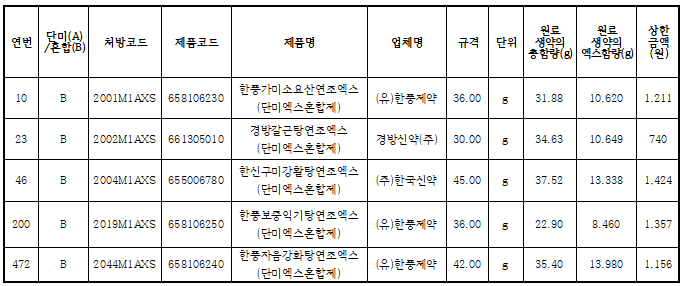 연번 단미(A)/혼합(B) 처방코드 제품코드 제품명 업체명 규격 단위 원료생약의총함량(g) 원료생약의엑스함량(g) 상한금액(원)
10 B 2001M1AXS 658106230 한풍가미소요산연조엑스(단미엑스혼합제) (유)한풍제약 36.00 g 31.88 10.620 1,211
23 B 2002M1AXS 661305010 경방갈근탕연조엑스(단미엑스혼합제) 경방신약(주) 30.00 g 34.63 10.649 740
46 B 2004M1AXS 655006780 한신구미강활탕연조엑스(단미엑스혼합제) (주)한국신약 45.00 g 37.52 13.338 1,424
200 B 2019M1AXS 658106250 한풍보중익기탕연조엑스(단미엑스혼합제) (유)한풍제약 36.00 g 22.90 8.460 1,357
472 B 2044M1AXS 658106240 한풍자음강화탕연조엑스(단미엑스혼합제) (유)한풍제약 42.00 g 35.40 13.980 1,156